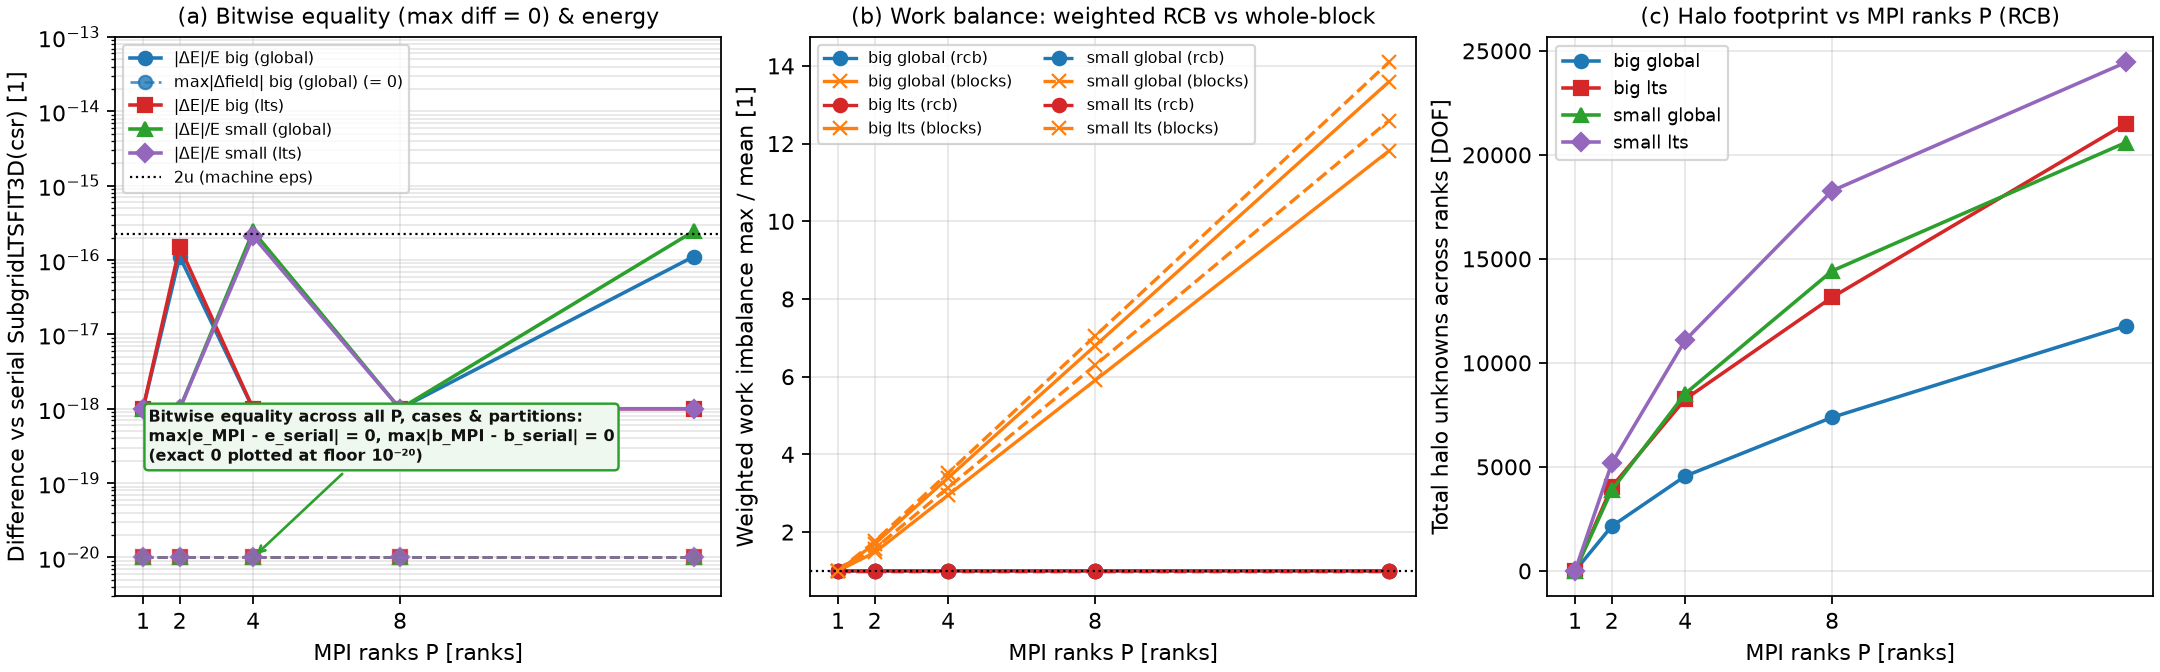 (a) Bitwise equality (max diff = 0) & energy
Difference vs serial SubgridLTSFIT3D(csr) [1]
10⁻¹³
10⁻¹⁴
10⁻¹⁵
10⁻¹⁶
10⁻¹⁷
10⁻¹⁸
10⁻¹⁹
10⁻²⁰
|ΔE|/E big (global)
max|Δfield| big (global) (= 0)
|ΔE|/E big (lts)
|ΔE|/E small (global)
|ΔE|/E small (lts)
2u (machine eps)
Bitwise equality across all P, cases & partitions:
max|e_MPI - e_serial| = 0, max|b_MPI - b_serial| = 0
(exact 0 plotted at floor 10⁻²⁰)
1 2 4 8
MPI ranks P [ranks]
(b) Work balance: weighted RCB vs whole-block
Weighted work imbalance max / mean [1]
14
12
10
8
6
4
2
big global (rcb)
big global (blocks)
big lts (rcb)
big lts (blocks)
small global (rcb)
small global (blocks)
small lts (rcb)
small lts (blocks)
1 2 4 8
MPI ranks P [ranks]
(c) Halo footprint vs MPI ranks P (RCB)
Total halo unknowns across ranks [DOF]
25000
20000
15000
10000
5000
0
big global
big lts
small global
small lts
1 2 4 8
MPI ranks P [ranks]